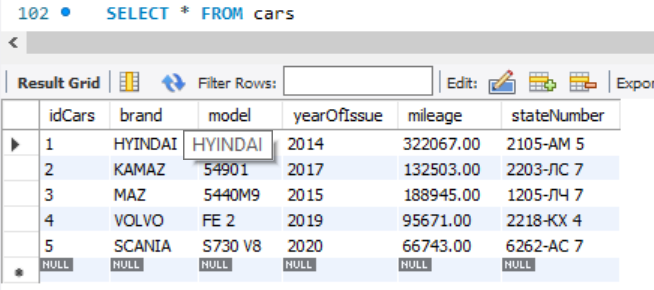 102 SELECT * FROM cars
Result Grid Filter Rows: Edit: Expor
idCars brand model yearOfIssue mileage stateNumber
1 HYINDAI HYINDAI 2014 322067.00 2105-AM 5
2 KAMAZ 54901 2017 132503.00 2203-ЛС 7
3 MAZ 5440M9 2015 188945.00 1205-ЛЧ 7
4 VOLVO FE 2 2019 95671.00 2218-КХ 4
5 SCANIA S730 V8 2020 66743.00 6262-АС 7
NULL NULL NULL NULL NULL NULL